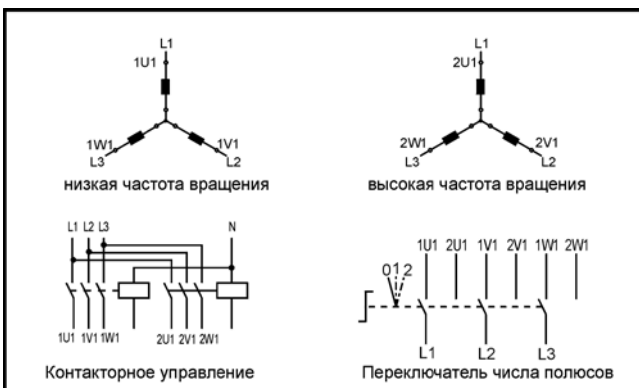 L1
1U1
1W1
1V1
L3
L2
низкая частота вращения
L1
2U1
2W1
2V1
L3
L2
высокая частота вращения
L1 L2 L3 N
1U1 1V1 1W1 2U1 2V1 2W1
Контакторное управление
1U1 2U1 1V1 2V1 1W1 2W1
0 1 2
L1 L2 L3
Переключатель числа полюсов